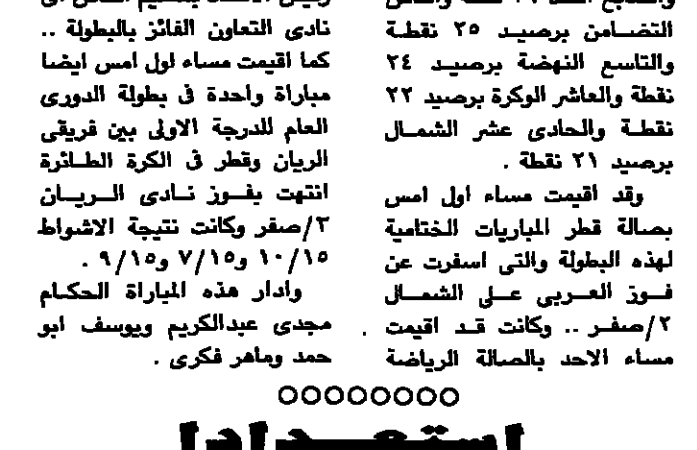 التضامن برصيد ٢٥ نقطة
والتاسع النهضة برصيد ٢٤
نقطة والعاشر الوكرة برصيد ٢٢
نقطة والحادى عشر الشمال
برصيد ٢١ نقطة .
وقد اقيمت مساء اول امس
بصالة قطر المباريات الختامية
لهذه البطولة والتى اسفرت عن
فوز العربى على الشمال
٢/صفر .. وكانت قد اقيمت
مساء الاحد بالصالة الرياضة
نادى التعاون الفائز بالبطولة ..
كما اقيمت مساء اول امس ايضا
مباراة واحدة فى بطولة الدورى
العام للدرجة الاولى بين فريقى
الريان وقطر فى الكرة الطائرة
انتهت بفوز نادى الريان
٢/صفر وكانت نتيجة الاشواط
١٠/١٥ و٧/١٥ و٩/١٥ .
وادار هذه المباراة الحكام
مجدى عبدالكريم ويوسف ابو
حمد وماهر فكرى .